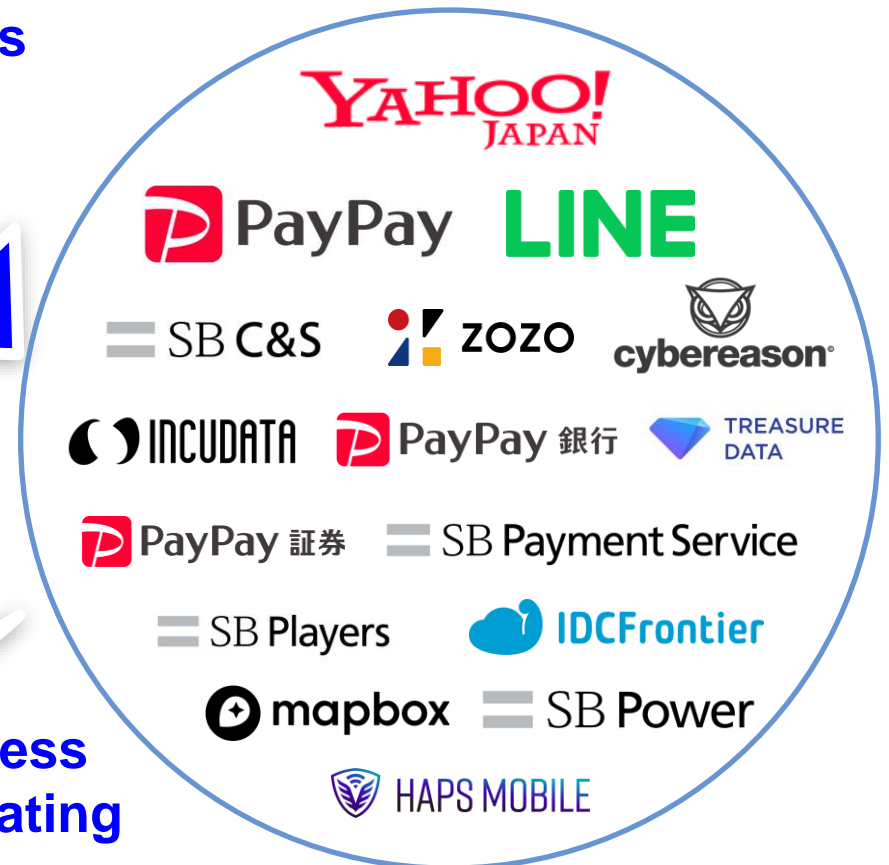 s
YAHOO!
JAPAN
PayPay LINE
SB C&S ZOZO cybereason®
INCUDATA PayPay 銀行 TREASURE DATA
PayPay 証券 SB Payment Service
SB Players IDCFrontier
mapbox SB Power
ess
HAPS MOBILE
ating